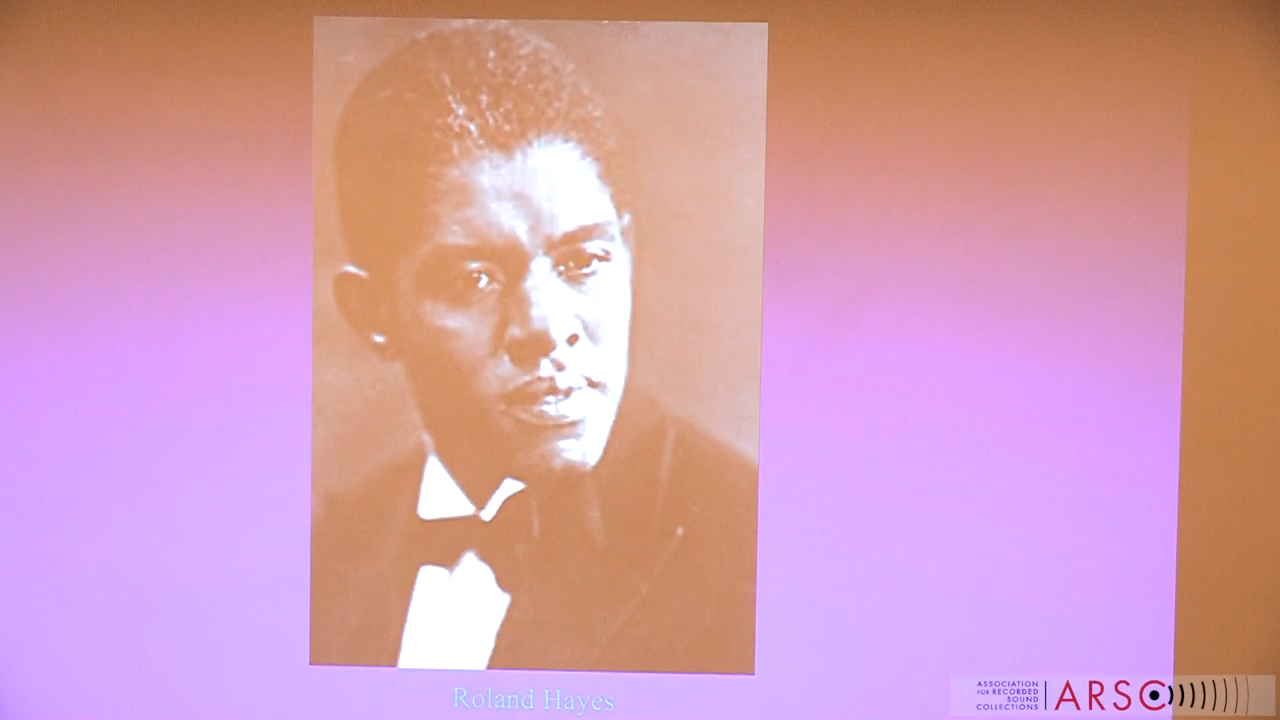 Roland Hayes
ASSOCIATION
FOR RECORDED
SOUND
COLLECTIONS
ARSC